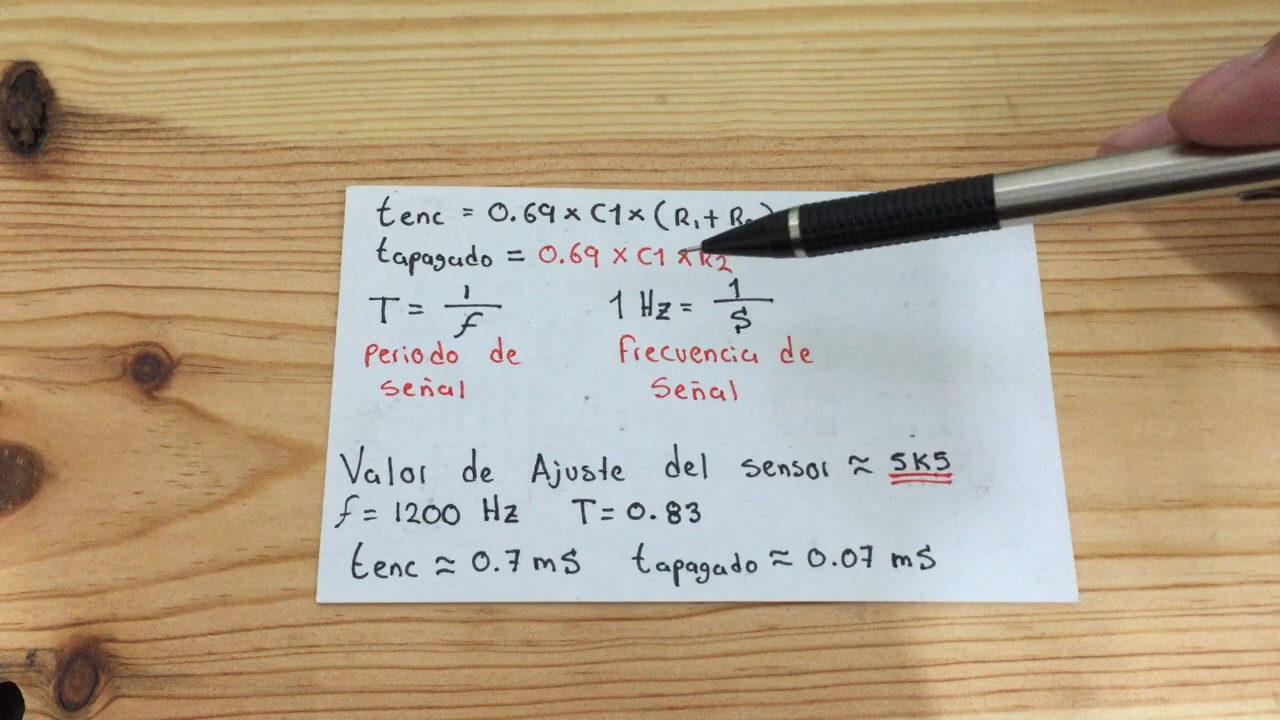 tenc = 0.69 x C1 x (R1 + R
tapagado = 0.69 x C1 x R2
T = 1/f 1 Hz = 1/S
Periodo de Frecuencia de
señal Señal
Valor de Ajuste del sensor ≈ 5K5
f = 1200 Hz T = 0.83
tenc ≈ 0.7 mS tapagado ≈ 0.07 mS